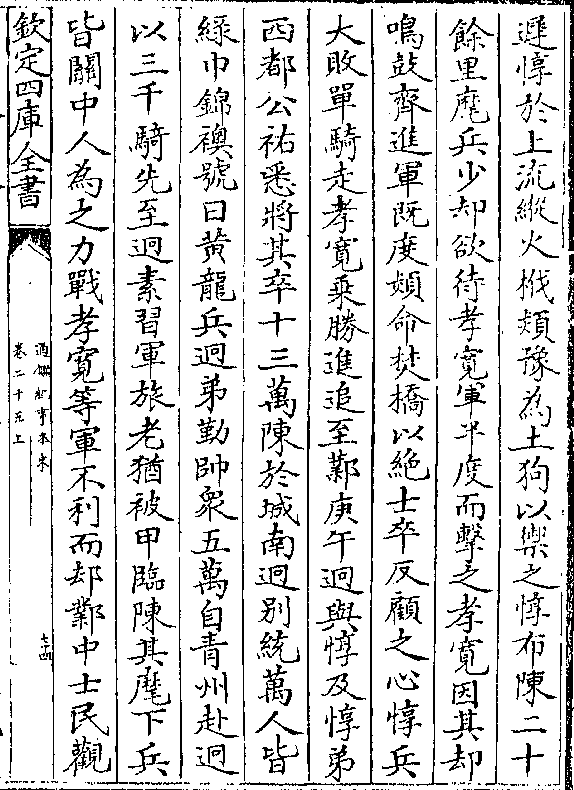 遲惇於上流縱火栰熲豫為土狗以禦之惇布陳二十
餘里麾兵少却欲待孝寛軍半度而擊之孝寛因其却
鳴鼓齊進軍既度熲命焚橋以絶士卒反顧之心惇兵
大敗單騎走孝寛乗勝進追至鄴庚午迥與惇及惇弟
西都公祐悉將其卒十三萬陳於城南迥别統萬人皆
緑巾錦襖號曰黄龍兵迥弟勤帥衆五萬自青州赴迥
以三千騎先至迥素習軍旅老猶被甲臨陳其麾下兵
皆關中人為之力戰孝寛等軍不利而却鄴中士民觀
欽定四庫全書
通鑑紀事本末
卷二十五上
七十四